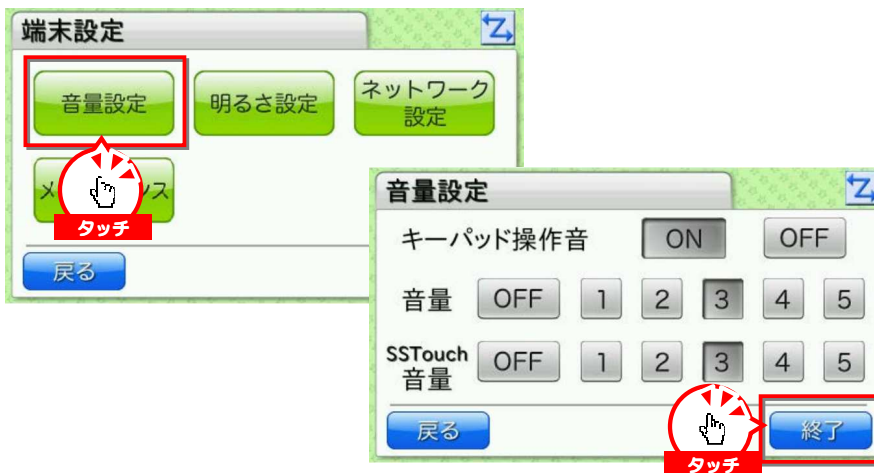 端末設定
音量設定
明るさ設定
ネットワーク
設定
タッチ
戻る
音量設定
キーパッド操作音 ON OFF
音量 OFF 1 2 3 4 5
SSTouch
音量 OFF 1 2 3 4 5
戻る
終了
タッチ